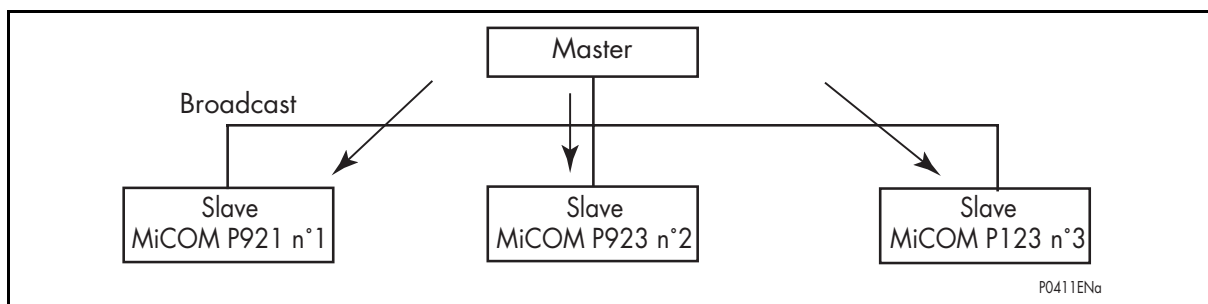 Master
Broadcast
Slave
MiCOM P921 n°1
Slave
MiCOM P923 n°2
Slave
MiCOM P123 n°3
P0411ENa